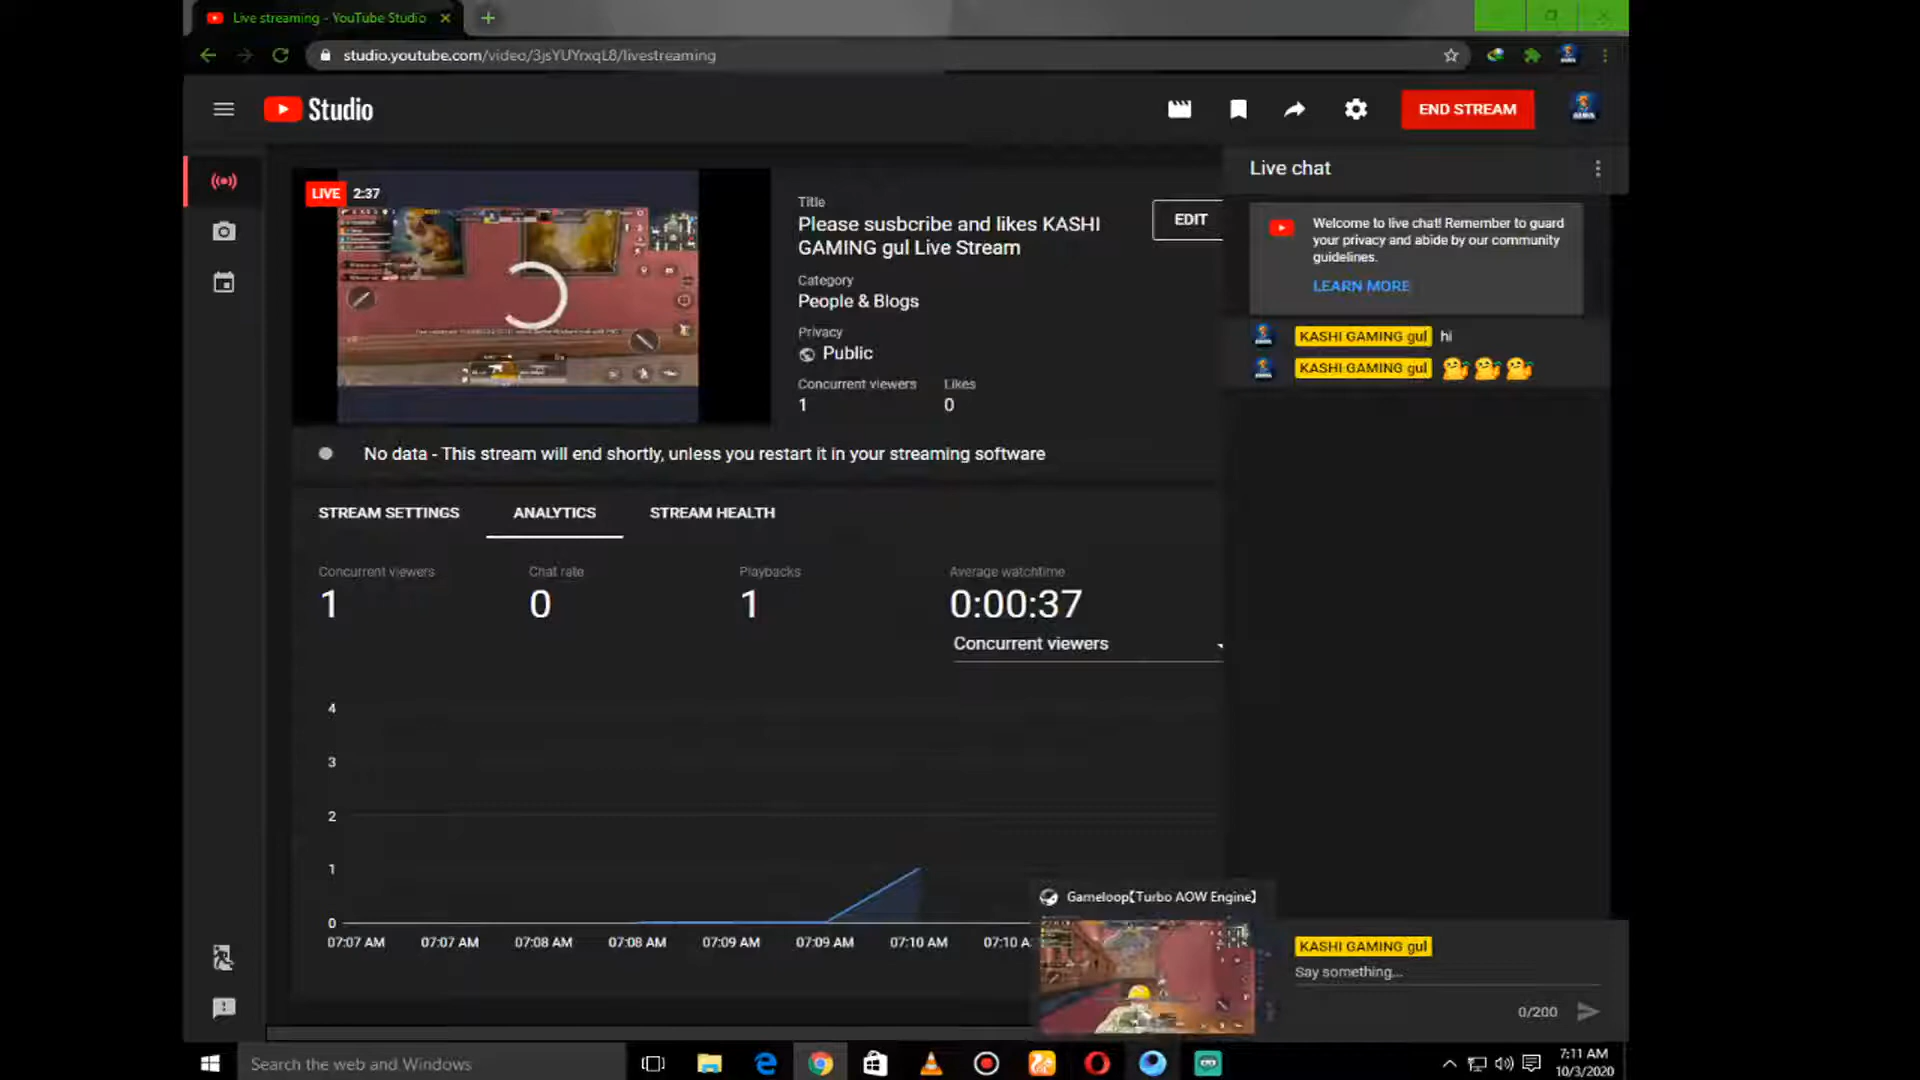 Live streaming - YouTube Studio
studio.youtube.com/video/3jsYUYrxqL8/livestreaming
Studio
END STREAM
LIVE 2:37
Title
Please susbcribe and likes KASHI
GAMING gul Live Stream
EDIT
Category
People & Blogs
Privacy
Public
Concurrent viewers Likes
1 0
No data - This stream will end shortly, unless you restart it in your streaming software
STREAM SETTINGS ANALYTICS STREAM HEALTH
Concurrent viewers Chat rate Playbacks Average watchtime
1 0 1 0:00:37
Concurrent viewers
4
3
2
1
0
07:07 AM 07:07 AM 07:08 AM 07:08 AM 07:09 AM 07:09 AM 07:10 AM 07:10 A
Live chat
Welcome to live chat! Remember to guard
your privacy and abide by our community
guidelines.
LEARN MORE
KASHI GAMING gul hi
KASHI GAMING gul
Gameloop【Turbo AOW Engine】
KASHI GAMING gul
Say something...
0/200
Search the web and Windows
7:11 AM
10/3/2020